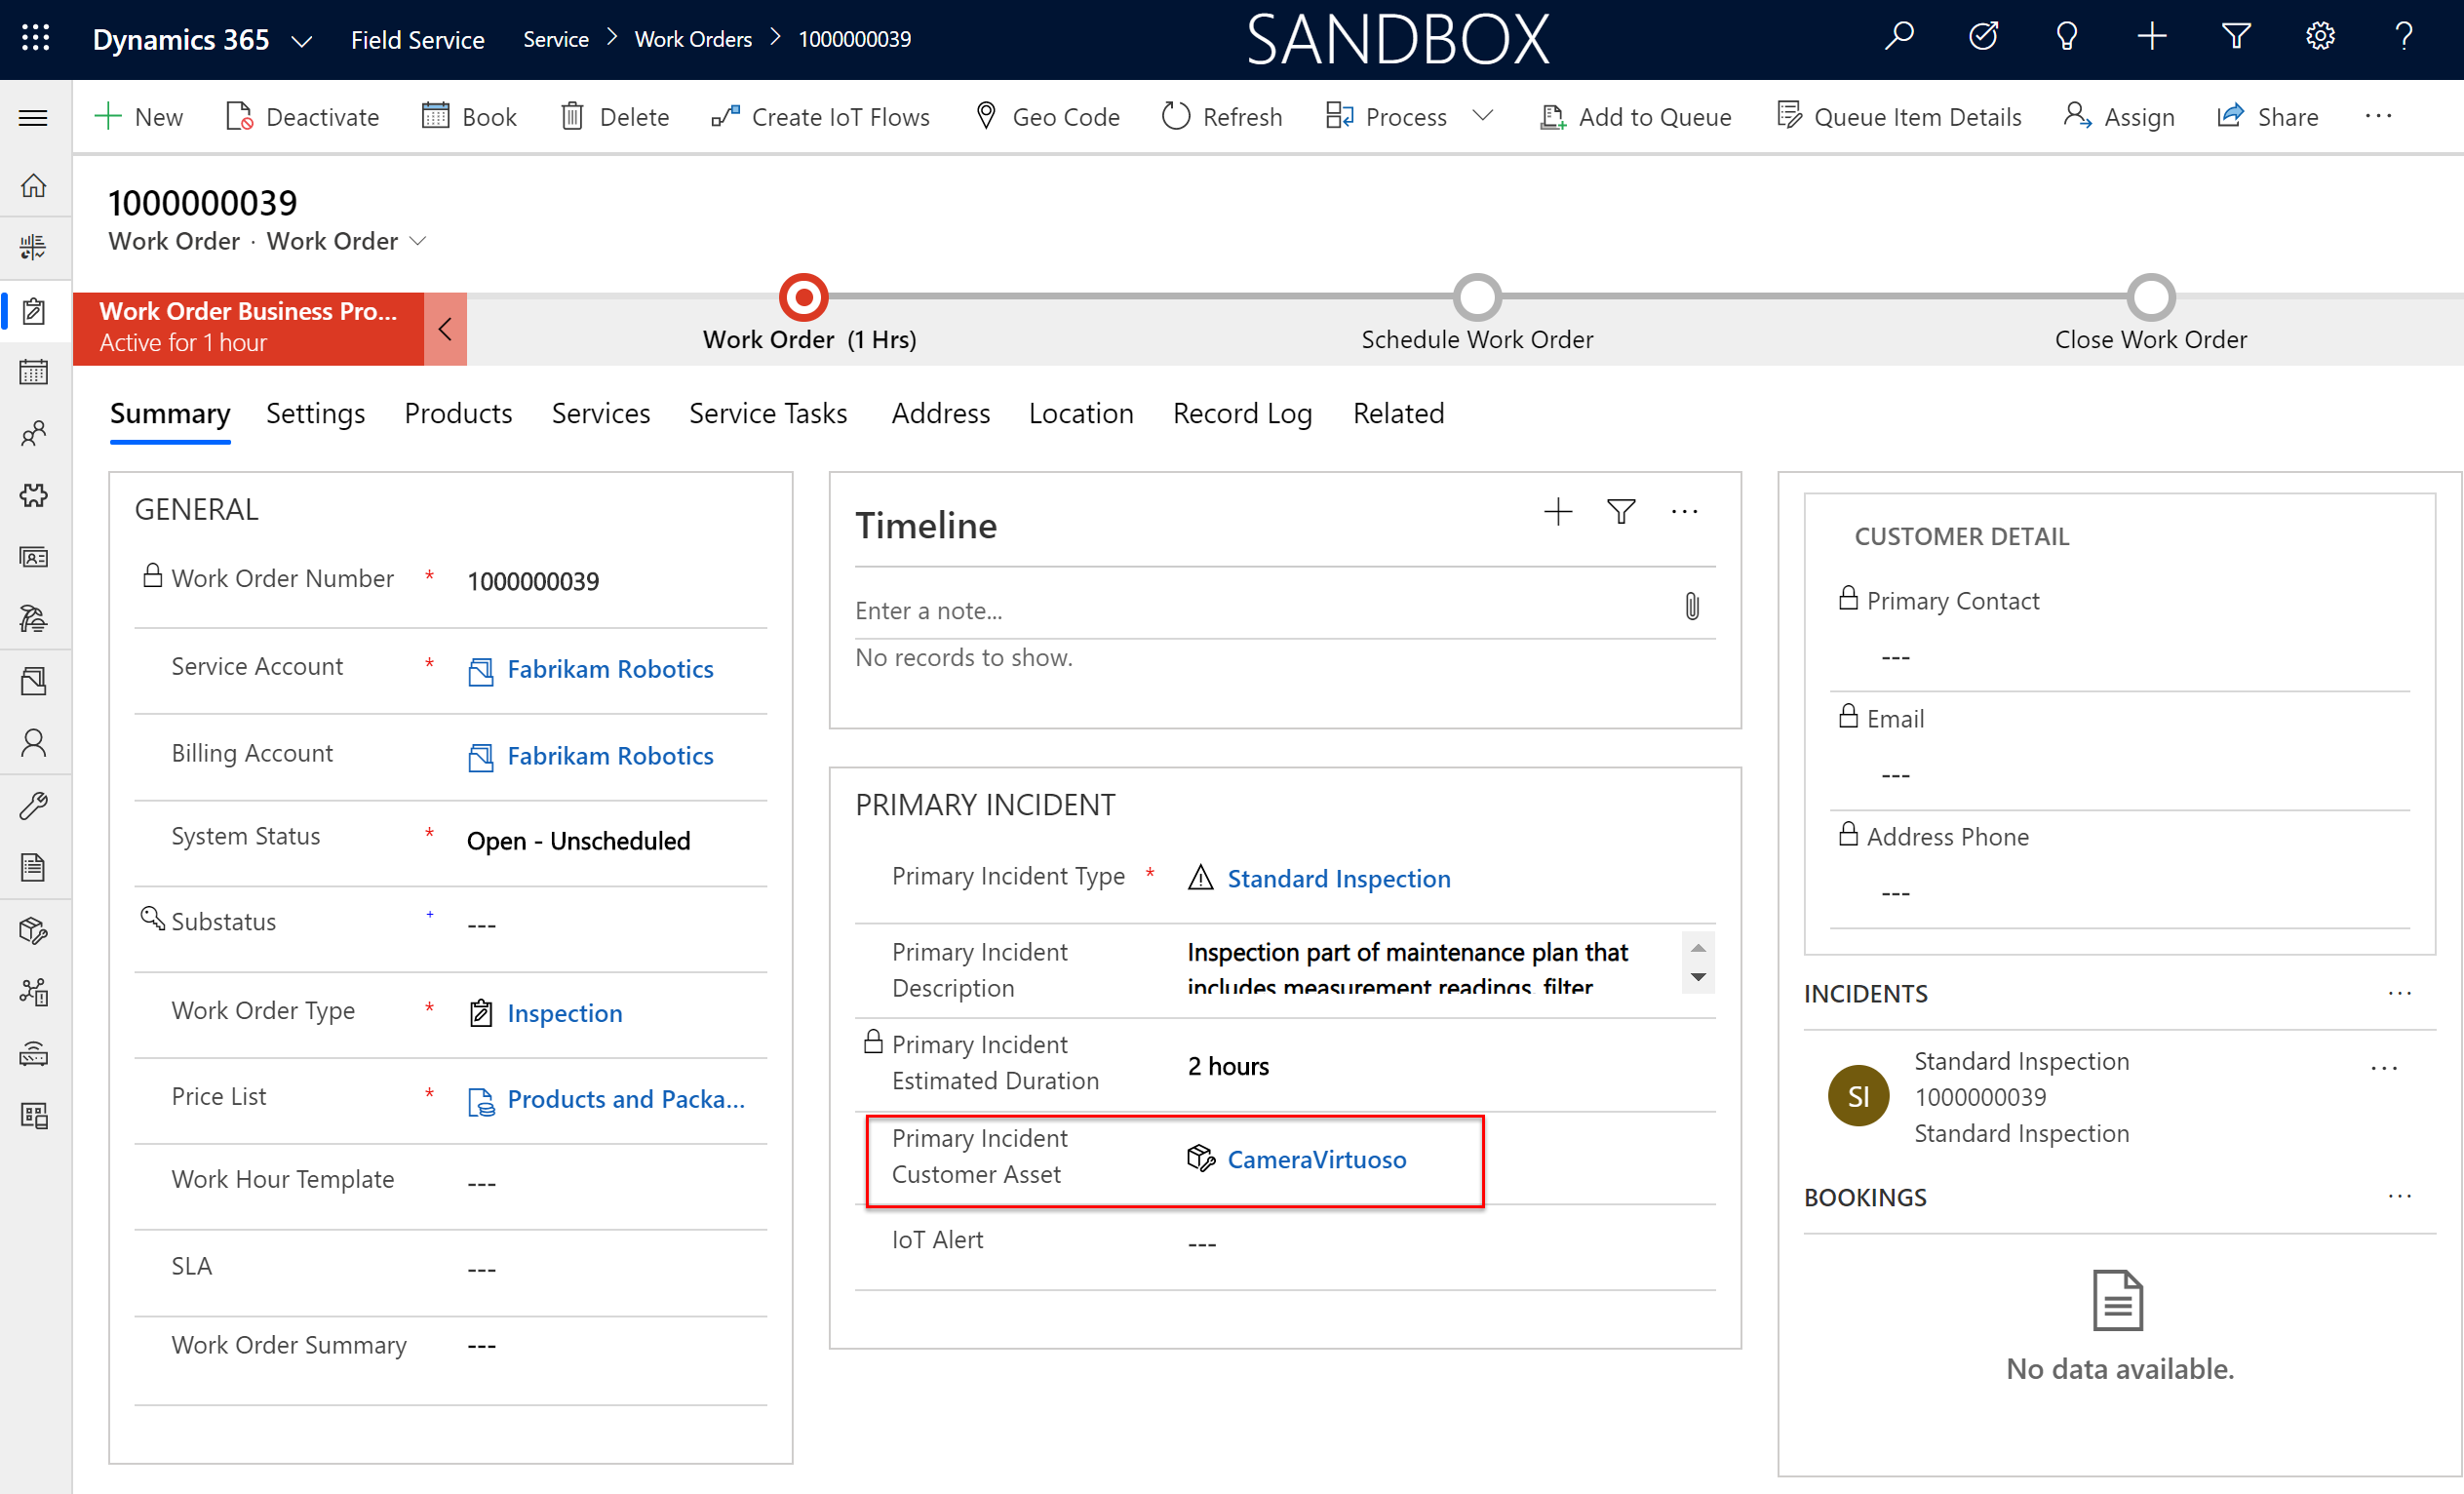 Dynamics 365 Field Service Service > Work Orders > 1000000039 SANDBOX
New Deactivate Book Delete Create IoT Flows Geo Code Refresh Process Add to Queue Queue Item Details Assign Share ...
1000000039
Work Order · Work Order
Work Order Business Pro...
Active for 1 hour
Work Order (1 Hrs) Schedule Work Order Close Work Order
Summary Settings Products Services Service Tasks Address Location Record Log Related
GENERAL
Work Order Number * 1000000039
Service Account * Fabrikam Robotics
Billing Account Fabrikam Robotics
System Status * Open - Unscheduled
Substatus + ---
Work Order Type * Inspection
Price List * Products and Packa...
Work Hour Template ---
SLA ---
Work Order Summary ---
Timeline
Enter a note...
No records to show.
PRIMARY INCIDENT
Primary Incident Type * Standard Inspection
Primary Incident
Description
Inspection part of maintenance plan that
includes measurement readings, filter
Primary Incident
Estimated Duration
2 hours
Primary Incident
Customer Asset
CameraVirtuoso
IoT Alert ---
CUSTOMER DETAIL
Primary Contact
---
Email
---
Address Phone
---
INCIDENTS ...
SI
Standard Inspection ...
1000000039
Standard Inspection
BOOKINGS ...
No data available.